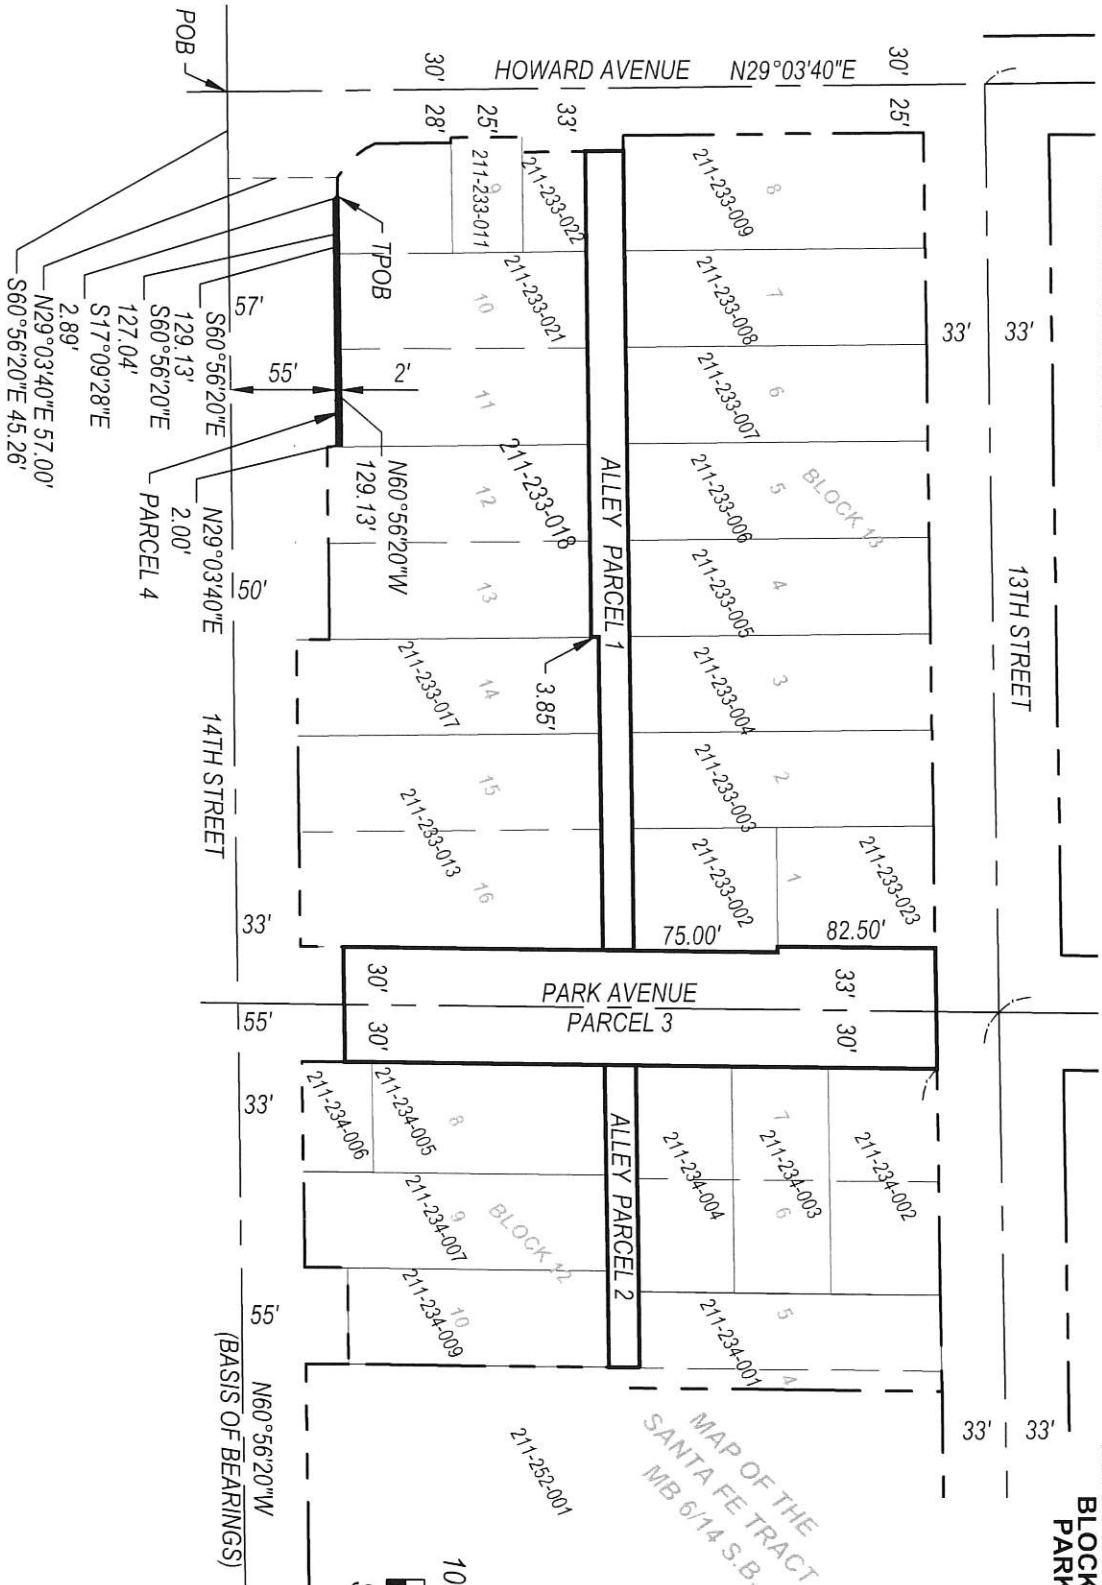 POB
30'
HOWARD AVENUE
N29°03'40"E
30'
28'
25'
33'
25'
211-233-011
9
211-233-022
8
211-233-009
TPOB
211-233-021
10
7
211-233-008
33'
33'
57'
55'
2'
11
6
211-233-007
S60°56'20"E
129.13'
S60°56'20"E
127.04'
S17°09'28"E
2.89'
N29°03'40"E 57.00'
S60°56'20"E 45.26'
N60°56'20"W
129.13'
12
211-233-018
ALLEY PARCEL 1
5
211-233-006
BLOCK 13
N29°03'40"E
2.00'
PARCEL 4
50'
13
4
211-233-005
13TH STREET
14
211-233-017
3.85'
3
211-233-004
14TH STREET
15
2
211-233-003
211-233-013
16
211-233-002
1
211-233-023
33'
75.00'
82.50'
30'
PARK AVENUE
33'
55'
30'
PARCEL 3
30'
33'
211-234-006
211-234-005
8
ALLEY PARCEL 2
7
211-234-004
211-234-003
211-234-002
6
9
211-234-007
BLOCK 12
55'
10
211-234-009
5
211-234-001
4
N60°56'20"W
(BASIS OF BEARINGS)
33'
33'
211-252-001
MAP OF THE
SANTA FE TRACT
MB 6/14 S.B.
BLOCK
PARK
10